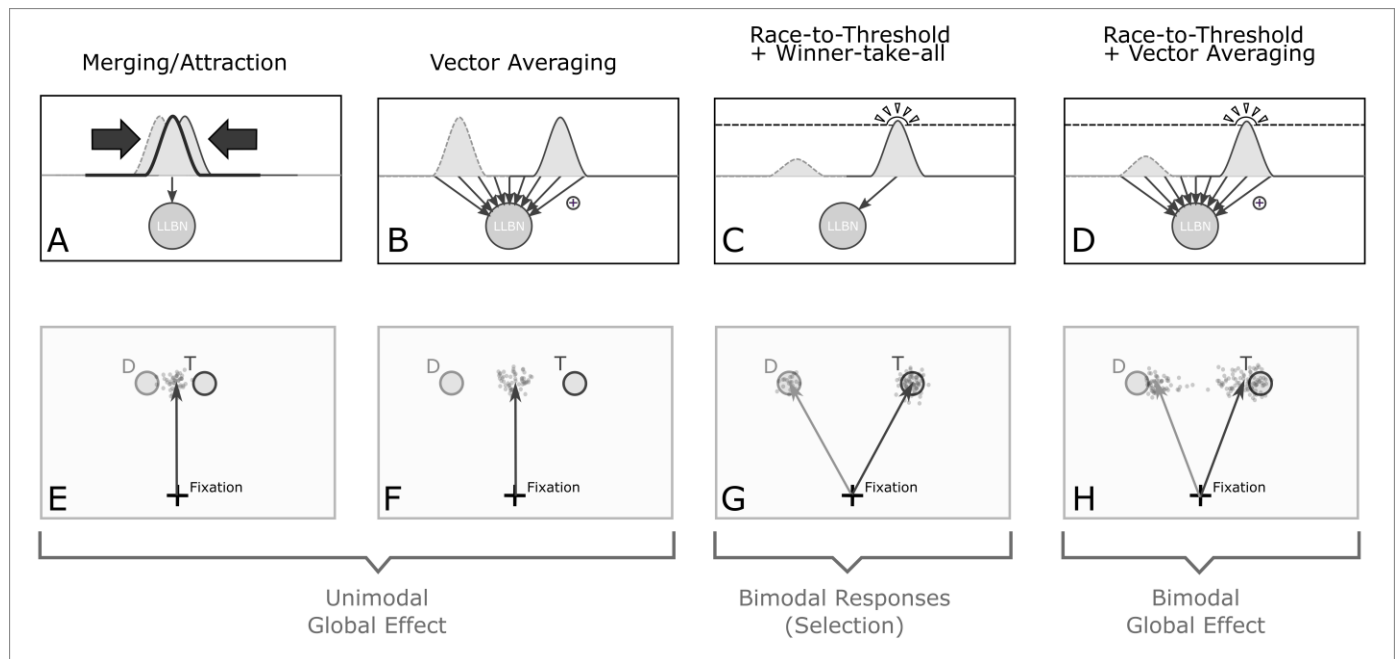 Merging/Attraction
Vector Averaging
Race-to-Threshold
+ Winner-take-all
Race-to-Threshold
+ Vector Averaging
A
LLBN
B
LLBN
+
C
LLBN
D
LLBN
+
D
T
E
Fixation
D
T
F
Fixation
D
T
G
Fixation
D
T
H
Fixation
Unimodal
Global Effect
Bimodal Responses
(Selection)
Bimodal
Global Effect